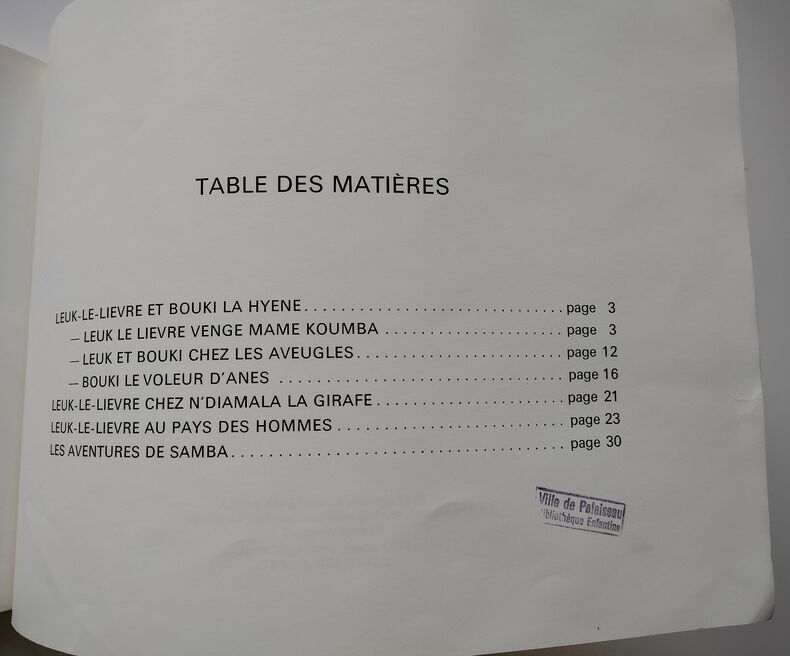 TABLE DES MATIÈRES
LEUK-LE-LIEVRE ET BOUKI LA HYENE............................. page 3
— LEUK LE LIEVRE VENGE MAME KOUMBA .................... page 3
— LEUK ET BOUKI CHEZ LES AVEUGLES....................... page 12
— BOUKI LE VOLEUR D'ANES ................................ page 16
LEUK-LE-LIEVRE CHEZ N'DIAMALA LA GIRAFE..................... page 21
LEUK-LE-LIEVRE AU PAYS DES HOMMES ......................... page 23
LES AVENTURES DE SAMBA..................................... page 30
Ville de Palaiseau
Bibliothèque Enfantine